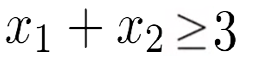 x₁ + x₂ ≥ 3